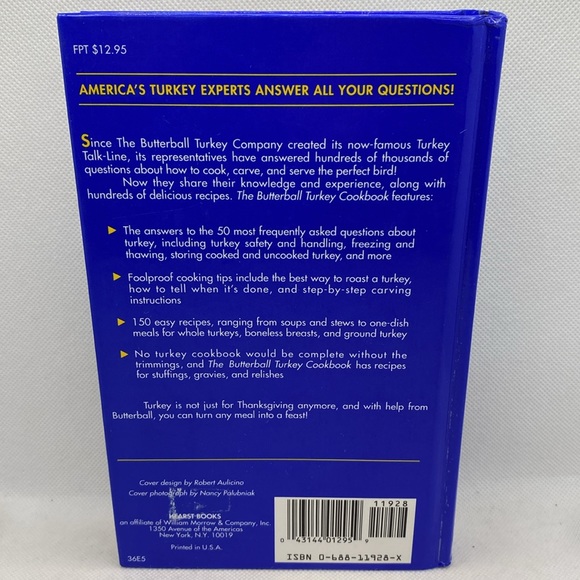 FPT $12.95
AMERICA'S TURKEY EXPERTS ANSWER ALL YOUR QUESTIONS!
Since The Butterball Turkey Company created its now-famous Turkey
Talk-Line, its representatives have answered hundreds of thousands of
questions about how to cook, carve, and serve the perfect bird!
Now they share their knowledge and experience, along with
hundreds of delicious recipes. The Butterball Turkey Cookbook features:
▶ The answers to the 50 most frequently asked questions about
turkey, including turkey safety and handling, freezing and
thawing, storing cooked and uncooked turkey, and more
▶ Foolproof cooking tips include the best way to roast a turkey,
how to tell when it's done, and step-by-step carving
instructions
▶ 150 easy recipes, ranging from soups and stews to one-dish
meals for whole turkeys, boneless breasts, and ground turkey
▶ No turkey cookbook would be complete without the
trimmings, and The Butterball Turkey Cookbook has recipes
for stuffings, gravies, and relishes
Turkey is not just for Thanksgiving anymore, and with help from
Butterball, you can turn any meal into a feast!
Cover design by Robert Aulicino
Cover photograph by Nancy Palubniak
HEARST BOOKS
an affiliate of William Morrow & Company, Inc.
1350 Avenue of the Americas
New York, N.Y. 10019
Printed in U.S.A.
36E5
11928
0 43144 01295 9
ISBN 0-688-11928-X